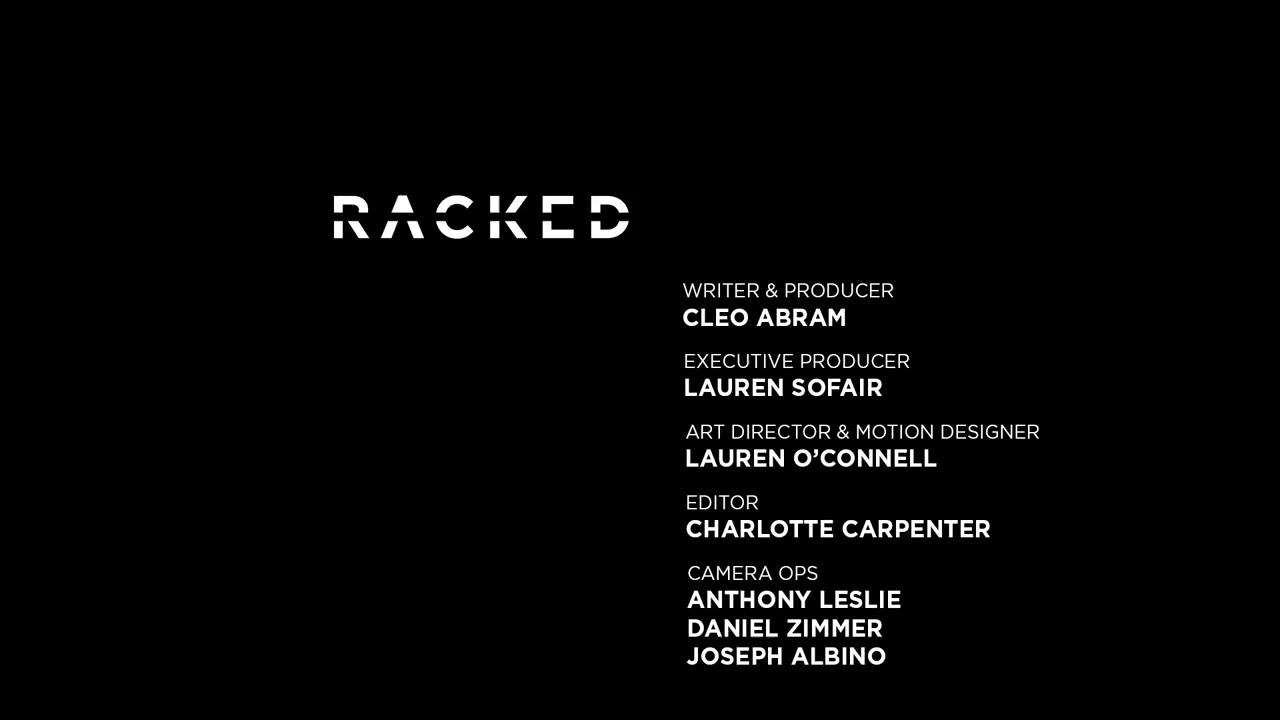 RACKED
WRITER & PRODUCER
CLEO ABRAM
EXECUTIVE PRODUCER
LAUREN SOFAIR
ART DIRECTOR & MOTION DESIGNER
LAUREN O’CONNELL
EDITOR
CHARLOTTE CARPENTER
CAMERA OPS
ANTHONY LESLIE
DANIEL ZIMMER
JOSEPH ALBINO